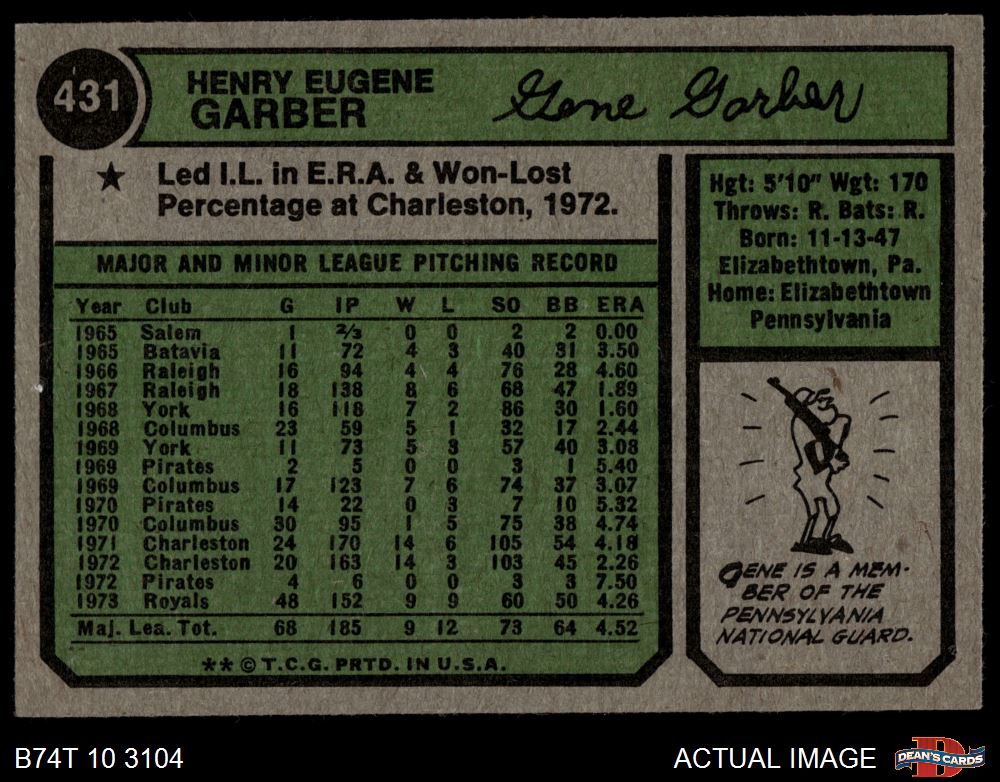 431
HENRY EUGENE
GARBER
Gene Garber
★ Led I.L. in E.R.A. & Won-Lost
Percentage at Charleston, 1972.
MAJOR AND MINOR LEAGUE PITCHING RECORD
Year Club G IP W L SO BB ERA
1965 Salem 1 2/3 0 0 2 2 0.00
1965 Batavia 11 72 4 3 40 31 3.50
1966 Raleigh 16 94 4 4 76 28 4.60
1967 Raleigh 18 138 8 6 68 47 1.89
1968 York 16 118 7 2 86 30 1.60
1968 Columbus 23 59 5 1 32 17 2.44
1969 York 11 73 5 3 57 40 3.08
1969 Pirates 2 5 0 0 3 1 5.40
1969 Columbus 17 123 7 6 74 37 3.07
1970 Pirates 14 22 0 3 7 10 5.32
1970 Columbus 30 95 1 5 75 38 4.74
1971 Charleston 24 170 14 6 105 54 4.18
1972 Charleston 20 163 14 3 103 45 2.26
1972 Pirates 4 6 0 0 3 3 7.50
1973 Royals 48 152 9 9 60 50 4.26
Maj. Lea. Tot. 68 185 9 12 73 64 4.52
** © T.C.G. PRTD. IN U.S.A.
Hgt: 5'10" Wgt: 170
Throws: R. Bats: R.
Born: 11-13-47
Elizabethtown, Pa.
Home: Elizabethtown
Pennsylvania
GENE IS A MEM-
BER OF THE
PENNSYLVANIA
NATIONAL GUARD.
B74T 10 3104
ACTUAL IMAGE
D
DEAN'S CARDS